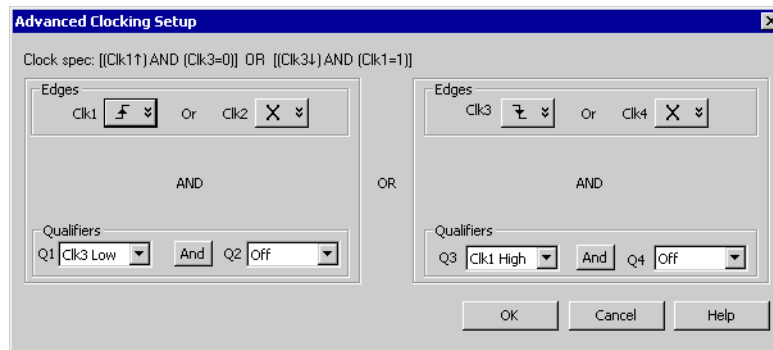 Advanced Clocking Setup
Clock spec: [(Clk1↑) AND (Clk3=0)] OR [(Clk3↓) AND (Clk1=1)]
Edges
Clk1 Or Clk2 X
AND
Qualifiers
Q1 Clk3 Low And Q2 Off
OR
Edges
Clk3 Or Clk4 X
AND
Qualifiers
Q3 Clk1 High And Q4 Off
OK Cancel Help